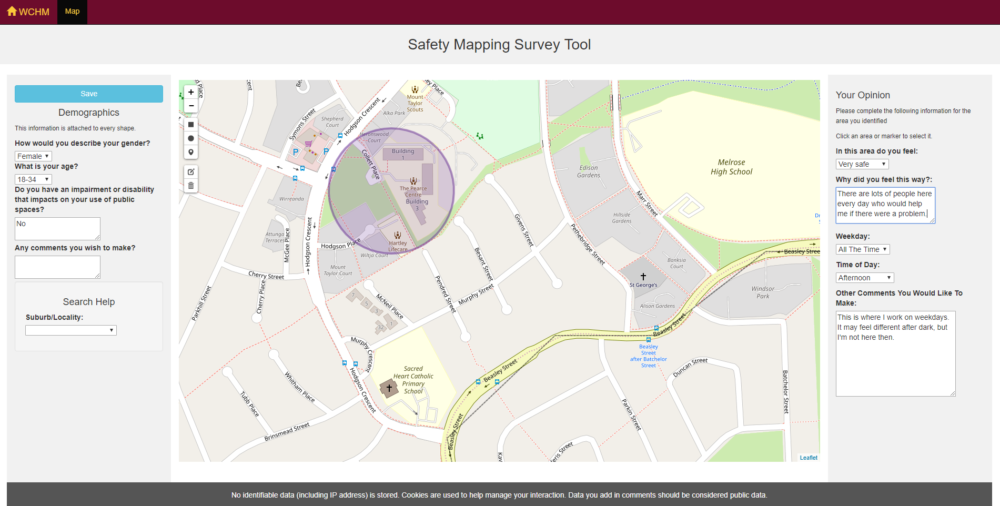 WCHM
Map
Safety Mapping Survey Tool
Save
Demographics
This information is attached to every shape.
How would you describe your gender?
Female
What is your age?
18-34
Do you have an impairment or disability
that impacts on your use of public
spaces?
No
Any comments you wish to make?
Search Help
Suburb/Locality:
+
−
Symons Street
Shepherd
Court
Hodgson Crescent
Alka Park
Mount
Taylor
Scouts
Heronswood
Court
Collett Place
Building
1
The Pearce
Centre
Building
3
Hartley
Lifecare
P
P
Wirreanda
Attunga
Terraces
McGee Place
Hodgson Crescent
Hodgson Place
Wiltja Court
Mount
Taylor Court
Cherry Street
Cherry Place
Parkhill Street
7
5
3
1
32
McNeil Place
Murphy Street
Pendred Street
Besant Street
Givens Street
Pethebridge Street
Marr Street
Edison
Gardens
Hillside
Gardens
Melrose
High School
Banksia
Court
St George's
Alison Gardens
Windsor
Park
Beasley Stree
Beasley Street
Beasley
Street
after Batchelor
Street
Murphy Crescent
Hodgson Crescent
Sacred
Heart Catholic
Primary
School
Beasley Street
Beasley Street
Whitham Place
Tubb Place
Brinsmead Street
Duncan Street
Parkin Street
Batchelor Street
Kav
feris Street
Leaflet
Your Opinion
Please complete the following information for the
area you identified
Click an area or marker to select it.
In this area do you feel:
Very safe
Why did you feel this way?:
There are lots of people here
every day who would help
me if there were a problem.
Weekday:
All The Time
Time of Day:
Afternoon
Other Comments You Would Like To
Make:
This is where I work on weekdays.
It may feel different after dark, but
I'm not here then.
No identifiable data (including IP address) is stored. Cookies are used to help manage your interaction. Data you add in comments should be considered public data.